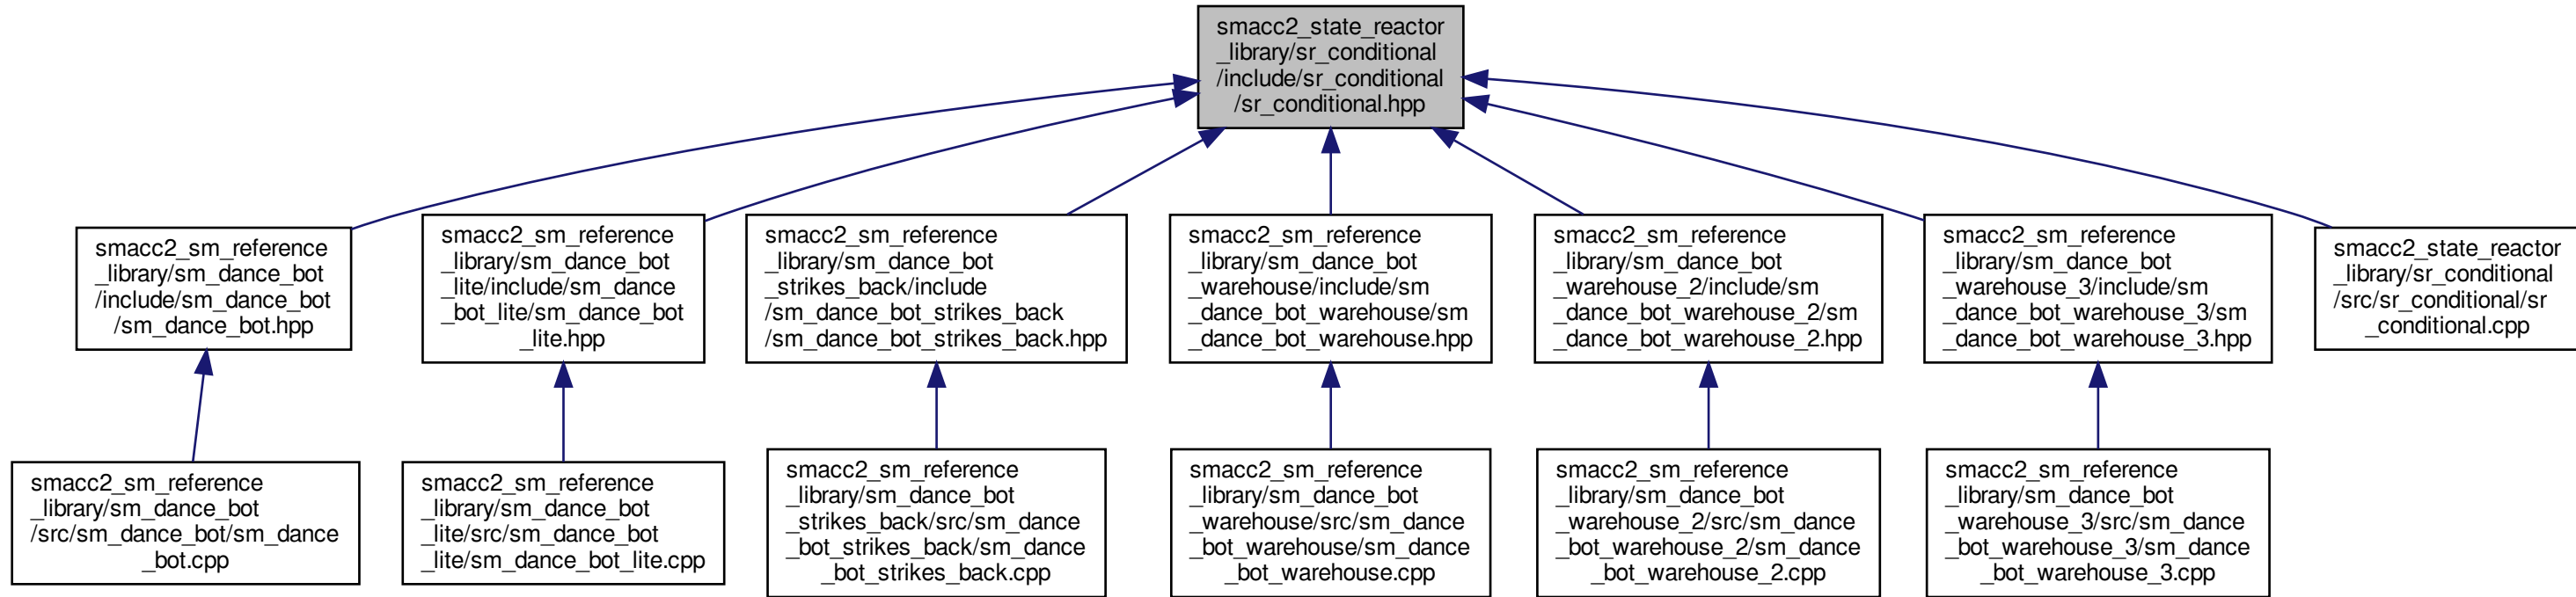 smacc2_state_reactor
_library/sr_conditional
/include/sr_conditional
/sr_conditional.hpp
smacc2_sm_reference
_library/sm_dance_bot
/include/sm_dance_bot
/sm_dance_bot.hpp
smacc2_sm_reference
_library/sm_dance_bot
_lite/include/sm_dance
_bot_lite/sm_dance_bot
_lite.hpp
smacc2_sm_reference
_library/sm_dance_bot
_strikes_back/include
/sm_dance_bot_strikes_back
/sm_dance_bot_strikes_back.hpp
smacc2_sm_reference
_library/sm_dance_bot
_warehouse/include/sm
_dance_bot_warehouse/sm
_dance_bot_warehouse.hpp
smacc2_sm_reference
_library/sm_dance_bot
_warehouse_2/include/sm
_dance_bot_warehouse_2/sm
_dance_bot_warehouse_2.hpp
smacc2_sm_reference
_library/sm_dance_bot
_warehouse_3/include/sm
_dance_bot_warehouse_3/sm
_dance_bot_warehouse_3.hpp
smacc2_state_reactor
_library/sr_conditional
/src/sr_conditional/sr
_conditional.cpp
smacc2_sm_reference
_library/sm_dance_bot
/src/sm_dance_bot/sm_dance
_bot.cpp
smacc2_sm_reference
_library/sm_dance_bot
_lite/src/sm_dance_bot
_lite/sm_dance_bot_lite.cpp
smacc2_sm_reference
_library/sm_dance_bot
_strikes_back/src/sm_dance
_bot_strikes_back/sm_dance
_bot_strikes_back.cpp
smacc2_sm_reference
_library/sm_dance_bot
_warehouse/src/sm_dance
_bot_warehouse/sm_dance
_bot_warehouse.cpp
smacc2_sm_reference
_library/sm_dance_bot
_warehouse_2/src/sm_dance
_bot_warehouse_2/sm_dance
_bot_warehouse_2.cpp
smacc2_sm_reference
_library/sm_dance_bot
_warehouse_3/src/sm_dance
_bot_warehouse_3/sm_dance
_bot_warehouse_3.cpp